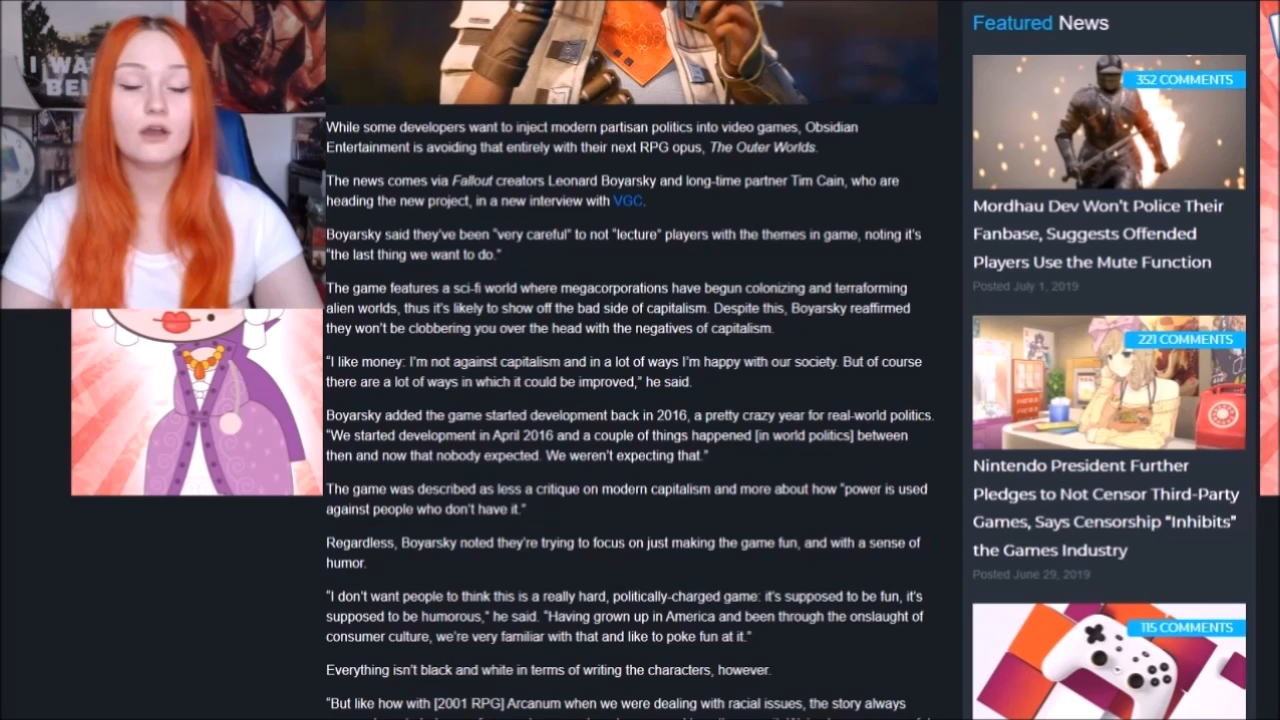 I WA
BEL
While some developers want to inject modern partisan politics into video games, Obsidian
Entertainment is avoiding that entirely with their next RPG opus, The Outer Worlds.
The news comes via Fallout creators Leonard Boyarsky and long-time partner Tim Cain, who are
heading the new project, in a new interview with VGC.
Boyarsky said they've been “very careful” to not “lecture” players with the themes in game, noting it's
“the last thing we want to do.”
The game features a sci-fi world where megacorporations have begun colonizing and terraforming
alien worlds, thus it's likely to show off the bad side of capitalism. Despite this, Boyarsky reaffirmed
they won't be clobbering you over the head with the negatives of capitalism.
“I like money: I'm not against capitalism and in a lot of ways I'm happy with our society. But of course
there are a lot of ways in which it could be improved,” he said.
Boyarsky added the game started development back in 2016, a pretty crazy year for real-world politics.
“We started development in April 2016 and a couple of things happened [in world politics] between
then and now that nobody expected. We weren't expecting that.”
The game was described as less a critique on modern capitalism and more about how “power is used
against people who don't have it.”
Regardless, Boyarsky noted they're trying to focus on just making the game fun, and with a sense of
humor.
“I don't want people to think this is a really hard, politically-charged game: it's supposed to be fun, it's
supposed to be humorous,” he said. “Having grown up in America and been through the onslaught of
consumer culture, we're very familiar with that and like to poke fun at it.”
Everything isn't black and white in terms of writing the characters, however.
“But like how with [2001 RPG] Arcanum when we were dealing with racial issues, the story always
Featured News
352 COMMENTS
Mordhau Dev Won't Police Their
Fanbase, Suggests Offended
Players Use the Mute Function
Posted July 1, 2019
221 COMMENTS
Nintendo President Further
Pledges to Not Censor Third-Party
Games, Says Censorship “Inhibits”
the Games Industry
Posted June 29, 2019
115 COMMENTS